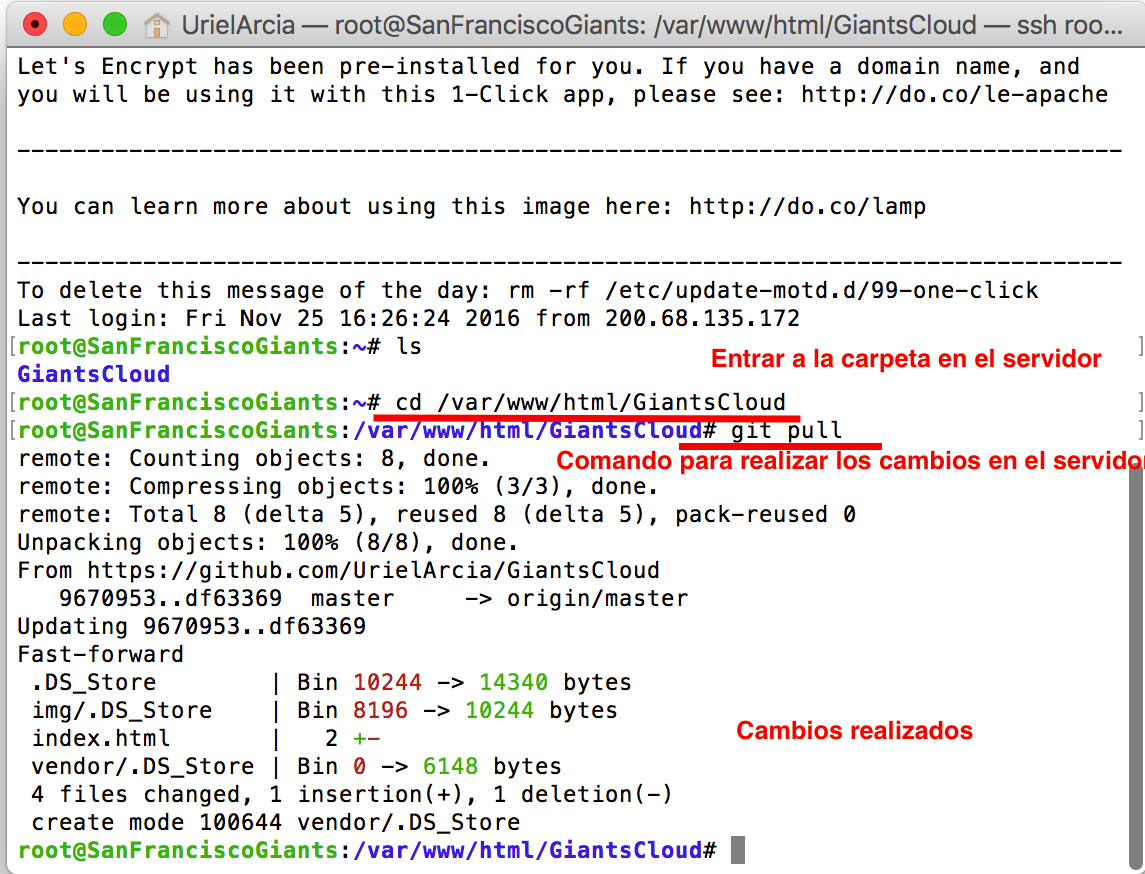 UrielArcia — root@SanFranciscoGiants: /var/www/html/GiantsCloud — ssh roo...
Let's Encrypt has been pre-installed for you. If you have a domain name, and
you will be using it with this 1-Click app, please see: http://do.co/le-apache
-------------------------------------------------------------------------------
You can learn more about using this image here: http://do.co/lamp
-------------------------------------------------------------------------------
To delete this message of the day: rm -rf /etc/update-motd.d/99-one-click
Last login: Fri Nov 25 16:26:24 2016 from 200.68.135.172
[root@SanFranciscoGiants:~# ls ]
Entrar a la carpeta en el servidor
GiantsCloud
[root@SanFranciscoGiants:~# cd /var/www/html/GiantsCloud ]
[root@SanFranciscoGiants:/var/www/html/GiantsCloud# git pull ]
remote: Counting objects: 8, done.
Comando para realizar los cambios en el servidor
remote: Compressing objects: 100% (3/3), done.
remote: Total 8 (delta 5), reused 8 (delta 5), pack-reused 0
Unpacking objects: 100% (8/8), done.
From https://github.com/UrielArcia/GiantsCloud
   9670953..df63369  master     -> origin/master
Updating 9670953..df63369
Fast-forward
 .DS_Store        | Bin 10244 -> 14340 bytes
 img/.DS_Store    | Bin 8196 -> 10244 bytes
 index.html       |   2 +-
Cambios realizados
 vendor/.DS_Store | Bin 0 -> 6148 bytes
 4 files changed, 1 insertion(+), 1 deletion(-)
 create mode 100644 vendor/.DS_Store
root@SanFranciscoGiants:/var/www/html/GiantsCloud#